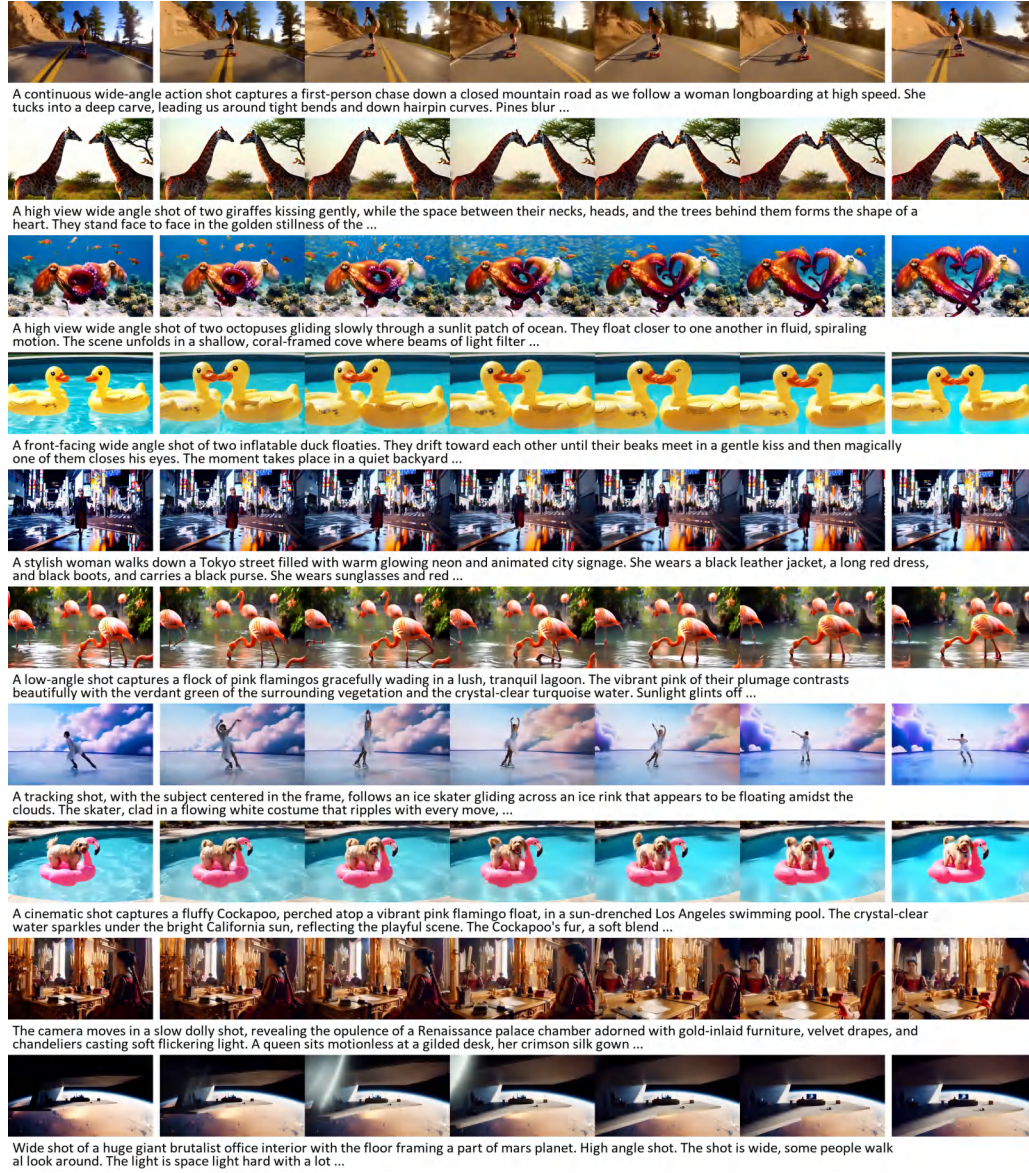 A continuous wide-angle action shot captures a first-person chase down a closed mountain road as we follow a woman longboarding at high speed. She
tucks into a deep carve, leading us around tight bends and down hairpin curves. Pines blur ...
A high view wide angle shot of two giraffes kissing gently, while the space between their necks, heads, and the trees behind them forms the shape of a
heart. They stand face to face in the golden stillness of the ...
A high view wide angle shot of two octopuses gliding slowly through a sunlit patch of ocean. They float closer to one another in fluid, spiraling
motion. The scene unfolds in a shallow, coral-framed cove where beams of light filter ...
A front-facing wide angle shot of two inflatable duck floaties. They drift toward each other until their beaks meet in a gentle kiss and then magically
one of them closes his eyes. The moment takes place in a quiet backyard ...
A stylish woman walks down a Tokyo street filled with warm glowing neon and animated city signage. She wears a black leather jacket, a long red dress,
and black boots, and carries a black purse. She wears sunglasses and red ...
A low-angle shot captures a flock of pink flamingos gracefully wading in a lush, tranquil lagoon. The vibrant pink of their plumage contrasts
beautifully with the verdant green of the surrounding vegetation and the crystal-clear turquoise water. Sunlight glints off ...
A tracking shot, with the subject centered in the frame, follows an ice skater gliding across an ice rink that appears to be floating amidst the
clouds. The skater, clad in a flowing white costume that ripples with every move, ...
A cinematic shot captures a fluffy Cockapoo, perched atop a vibrant pink flamingo float, in a sun-drenched Los Angeles swimming pool. The crystal-clear
water sparkles under the bright California sun, reflecting the playful scene. The Cockapoo's fur, a soft blend ...
The camera moves in a slow dolly shot, revealing the opulence of a Renaissance palace chamber adorned with gold-inlaid furniture, velvet drapes, and
chandeliers casting soft flickering light. A queen sits motionless at a gilded desk, her crimson silk gown ...
Wide shot of a huge giant brutalist office interior with the floor framing a part of mars planet. High angle shot. The shot is wide, some people walk
al look around. The light is space light hard with a lot ...